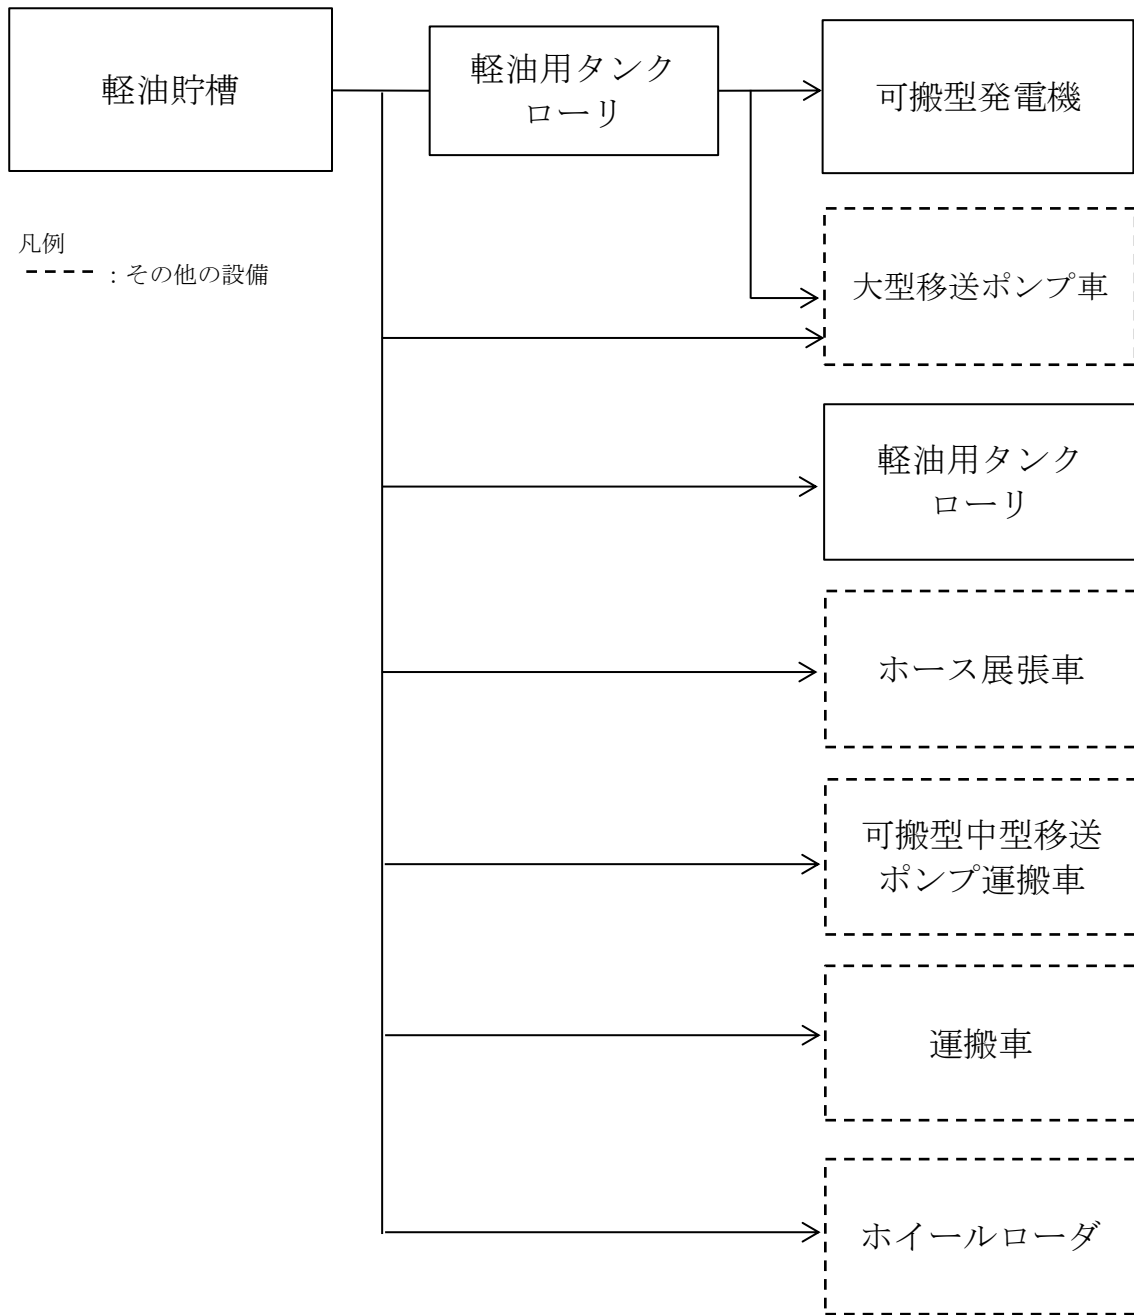 軽油貯槽
軽油用タンク
ローリ
可搬型発電機
凡例
：その他の設備
大型移送ポンプ車
軽油用タンク
ローリ
ホース展張車
可搬型中型移送
ポンプ運搬車
運搬車
ホイールローダ